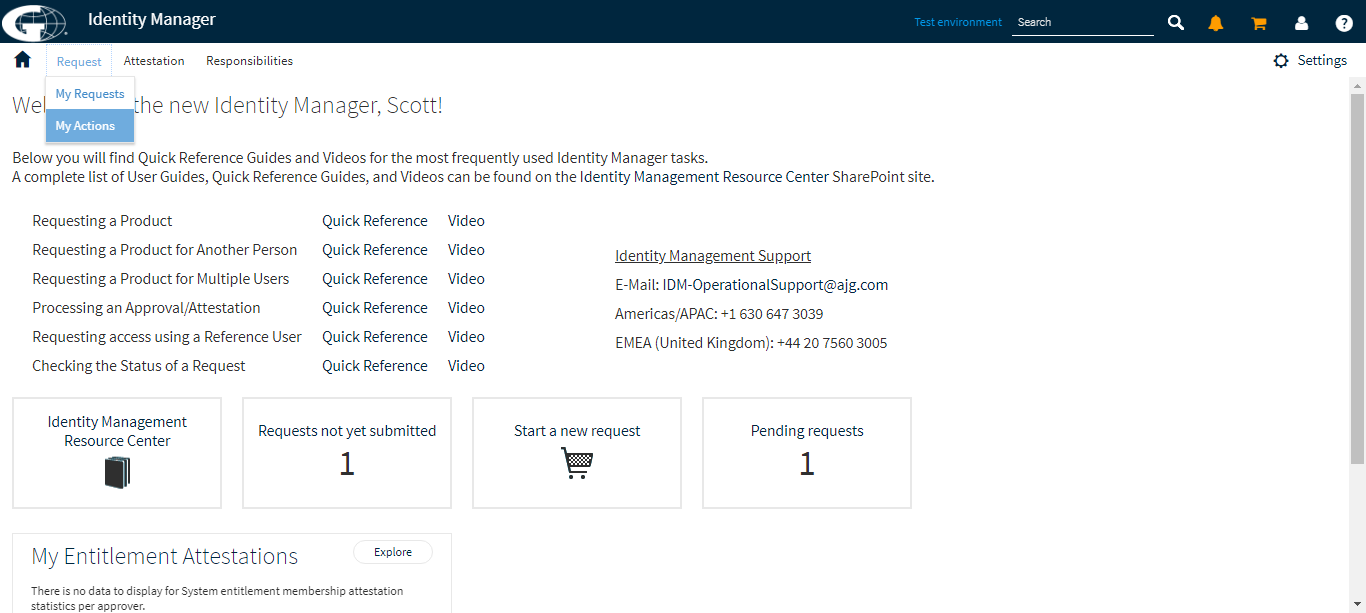 Identity Manager
Test environment
Search
Request
Attestation
Responsibilities
Settings
My Requests
My Actions
Wel the new Identity Manager, Scott!
Below you will find Quick Reference Guides and Videos for the most frequently used Identity Manager tasks.
A complete list of User Guides, Quick Reference Guides, and Videos can be found on the Identity Management Resource Center SharePoint site.
Requesting a Product Quick Reference Video
Requesting a Product for Another Person Quick Reference Video
Requesting a Product for Multiple Users Quick Reference Video
Processing an Approval/Attestation Quick Reference Video
Requesting access using a Reference User Quick Reference Video
Checking the Status of a Request Quick Reference Video
Identity Management Support
E-Mail: IDM-OperationalSupport@ajg.com
Americas/APAC: +1 630 647 3039
EMEA (United Kingdom): +44 20 7560 3005
Identity Management
Resource Center
Requests not yet submitted
1
Start a new request
Pending requests
1
My Entitlement Attestations
Explore
There is no data to display for System entitlement membership attestation
statistics per approver.